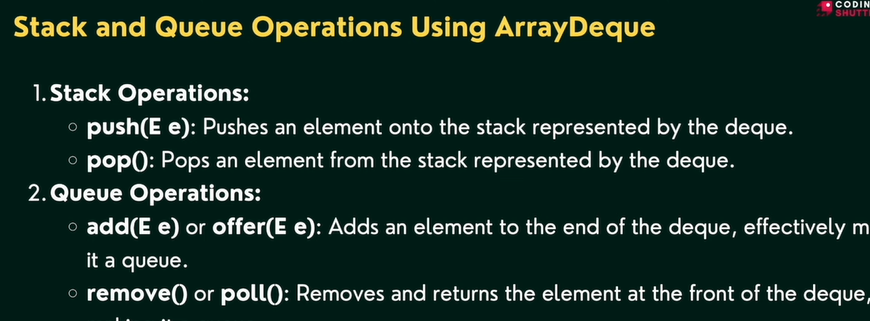 Stack and Queue Operations Using ArrayDeque
1. Stack Operations:
○ push(E e): Pushes an element onto the stack represented by the deque.
○ pop(): Pops an element from the stack represented by the deque.
2. Queue Operations:
○ add(E e) or offer(E e): Adds an element to the end of the deque, effectively
it a queue.
○ remove() or poll(): Removes and returns the element at the front of the deque,